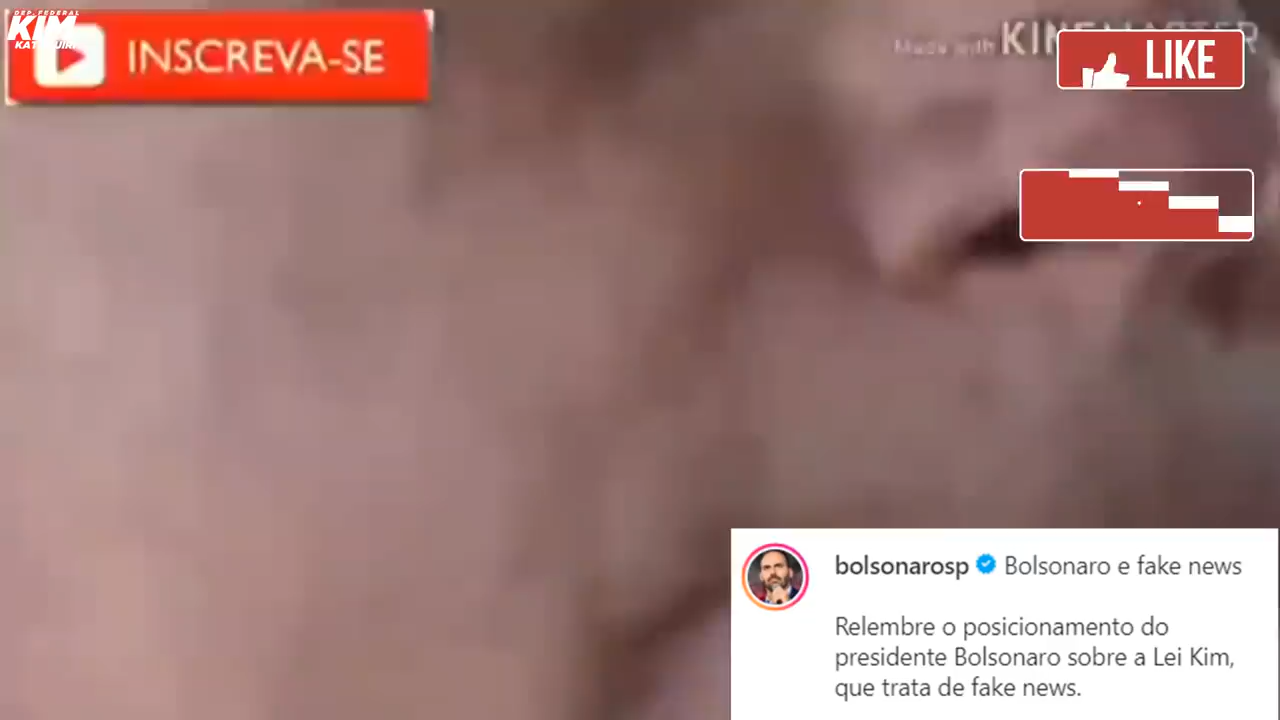 DEP. FEDERAL
KIM
INSCREVA-SE
Made with
LIKE
bolsonarosp Bolsonaro e fake news
Relembre o posicionamento do
presidente Bolsonaro sobre a Lei Kim,
que trata de fake news.